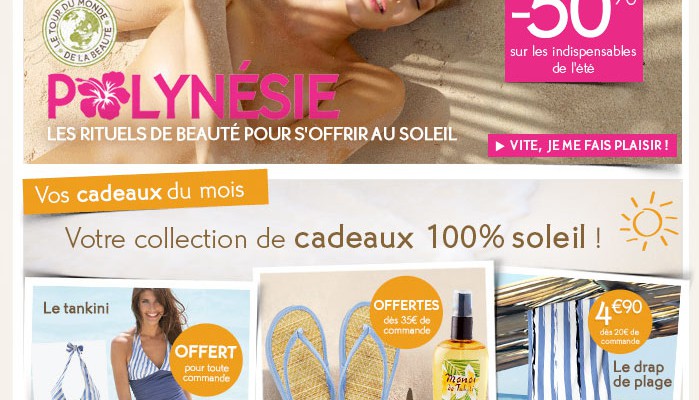 LE TOUR DU MONDE
DE LA BEAUTÉ
-50%
sur les indispensables
de l'été
POLYNÉSIE
LES RITUELS DE BEAUTÉ POUR S'OFFRIR AU SOLEIL
VITE, JE ME FAIS PLAISIR !
Vos cadeaux du mois
Votre collection de cadeaux 100% soleil !
Le tankini
OFFERT
pour toute
commande
OFFERTES
dès 35€ de
commande
Monoi
de Tahiti
4€90
dès 20€ de
commande
Le drap
de plage